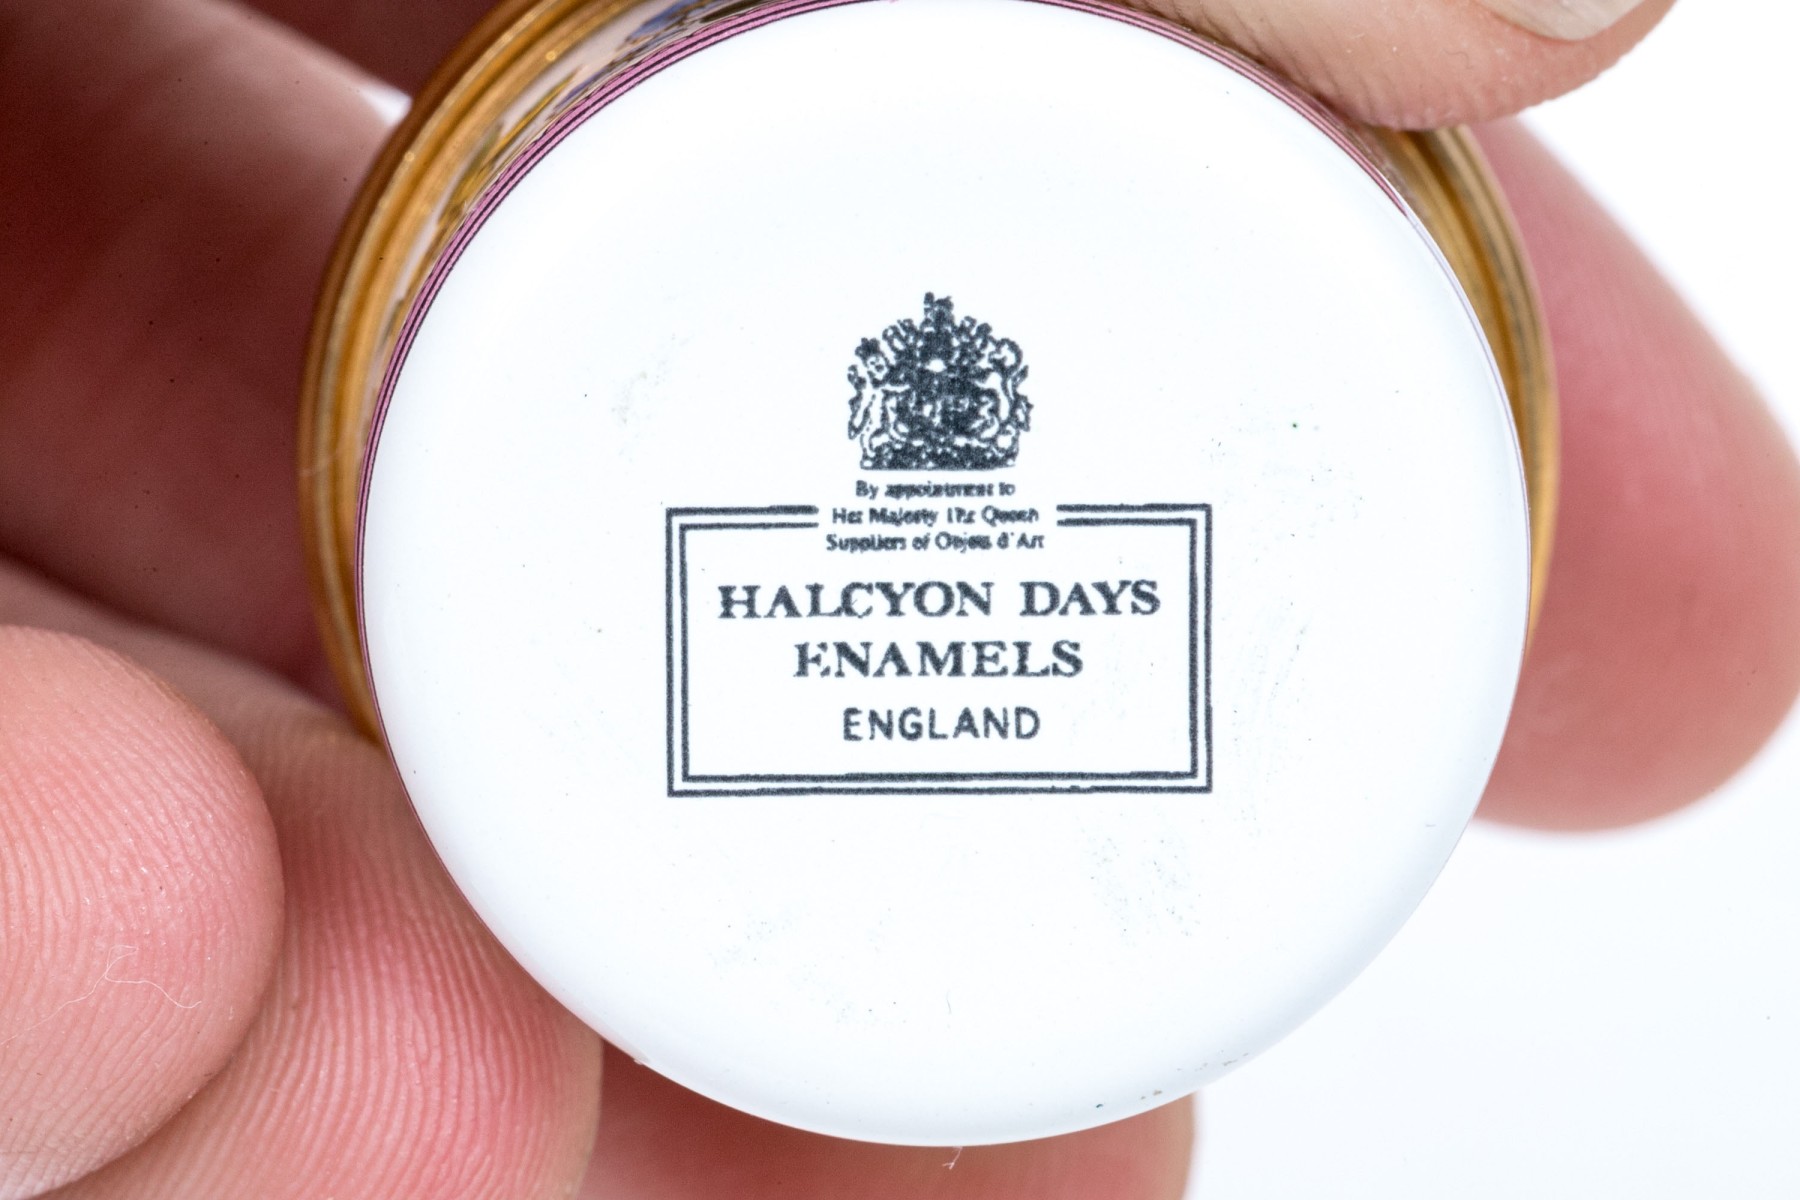 By appointment to
Her Majesty The Queen
Suppliers of Objets d'Art
HALCYON DAYS
ENAMELS
ENGLAND